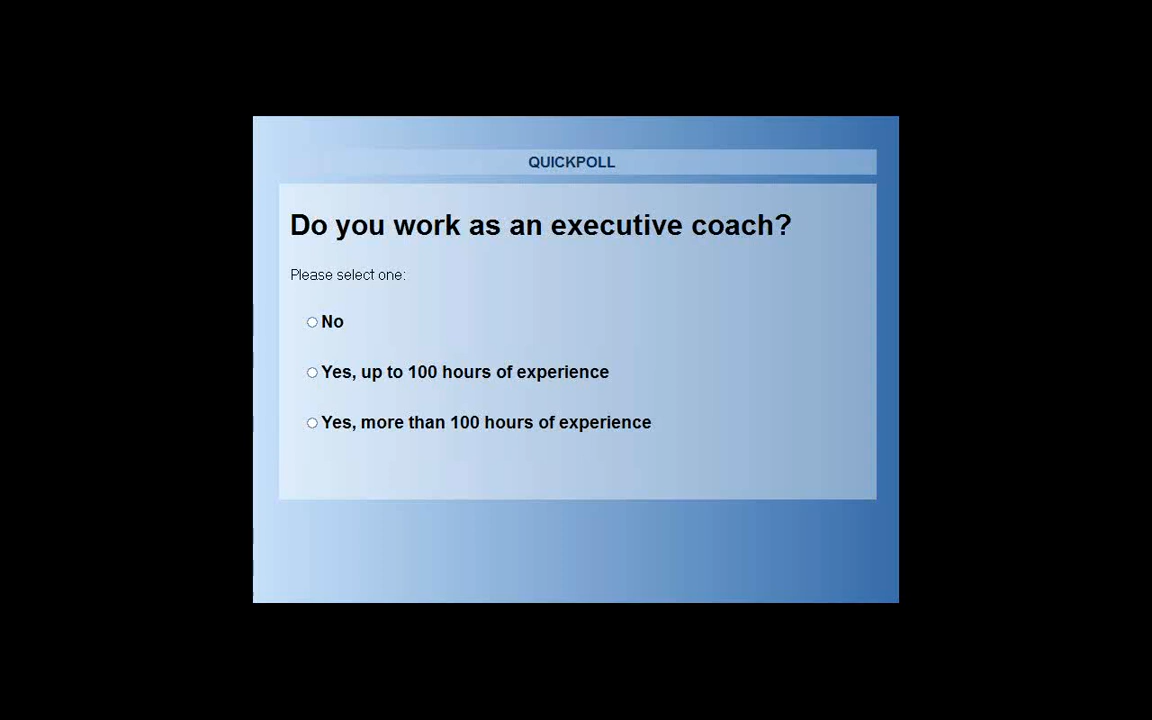 QUICKPOLL
Do you work as an executive coach?
Please select one:
No
Yes, up to 100 hours of experience
Yes, more than 100 hours of experience